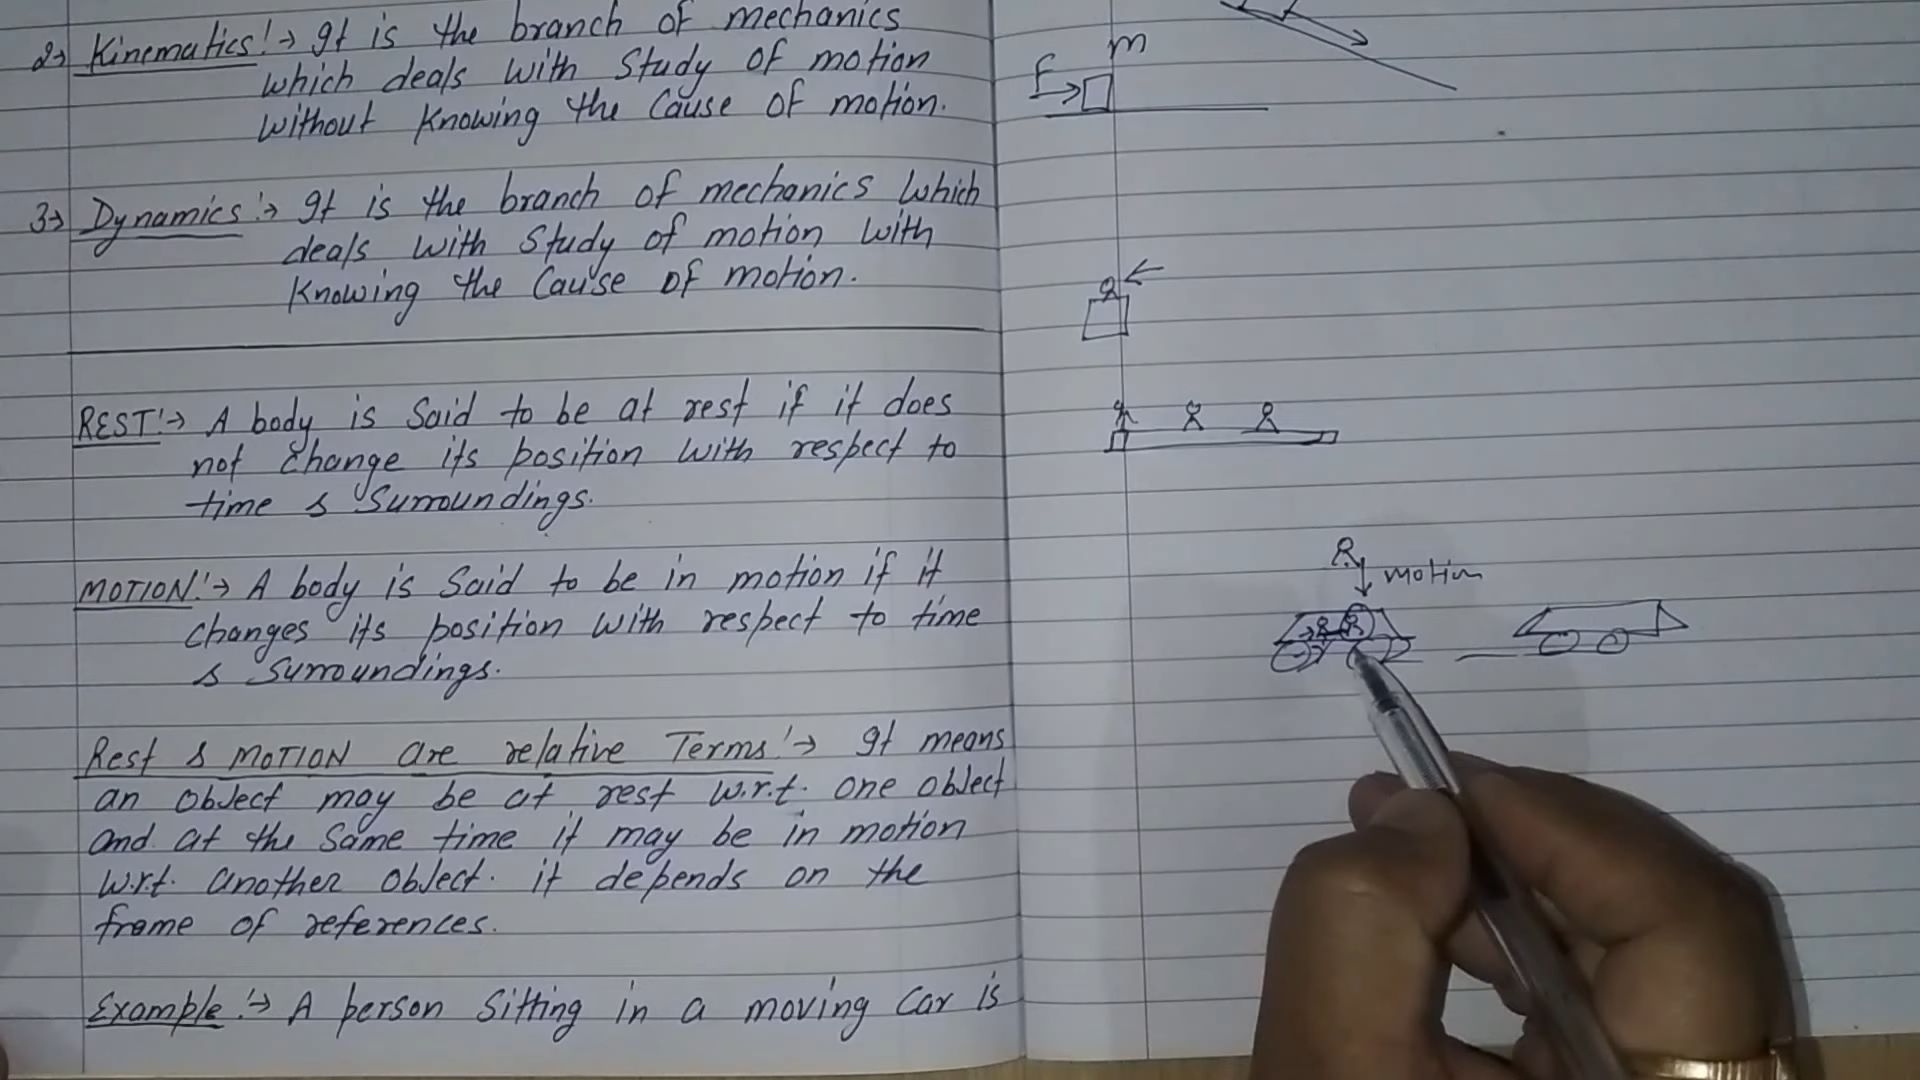 2→ Kinematics:→ It is the branch of mechanics
which deals with Study of motion
without Knowing the Cause of motion.
3→ Dynamics:→ It is the branch of mechanics which
deals with Study of motion with
Knowing the Cause of motion.
REST:→ A body is Said to be at rest if it does
not change its position with respect to
time & Surroundings.
MOTION:→ A body is Said to be in motion if it
changes its position with respect to time
& Surroundings.
Rest & MOTION are relative Terms:→ It means
an object may be at rest w.r.t. one object
and at the Same time it may be in motion
w.r.t. another object. it depends on the
frame of references.
Example:→ A person Sitting in a moving Car is
m
F
motion